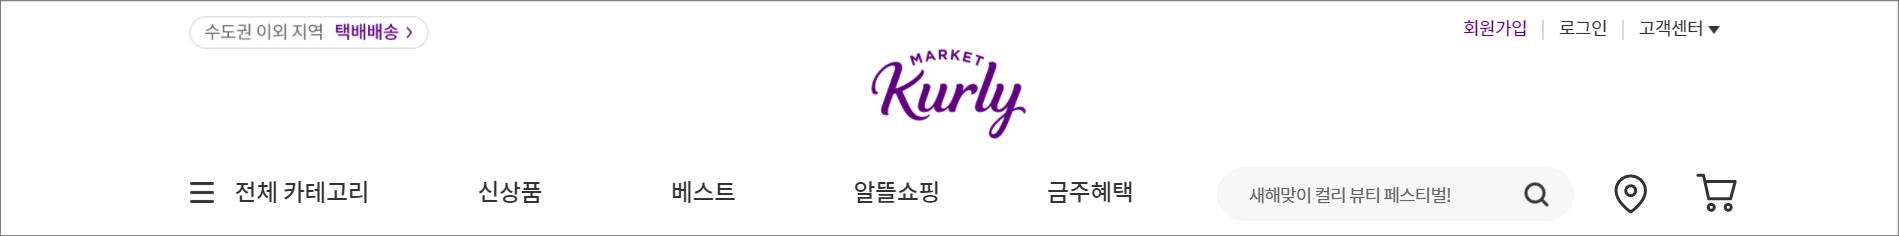 수도권 이외 지역 택배배송 >
회원가입 | 로그인 | 고객센터
MARKET
Kurly
전체 카테고리 신상품 베스트 알뜰쇼핑 금주혜택 새해맞이 컬리 뷰티 페스티벌!